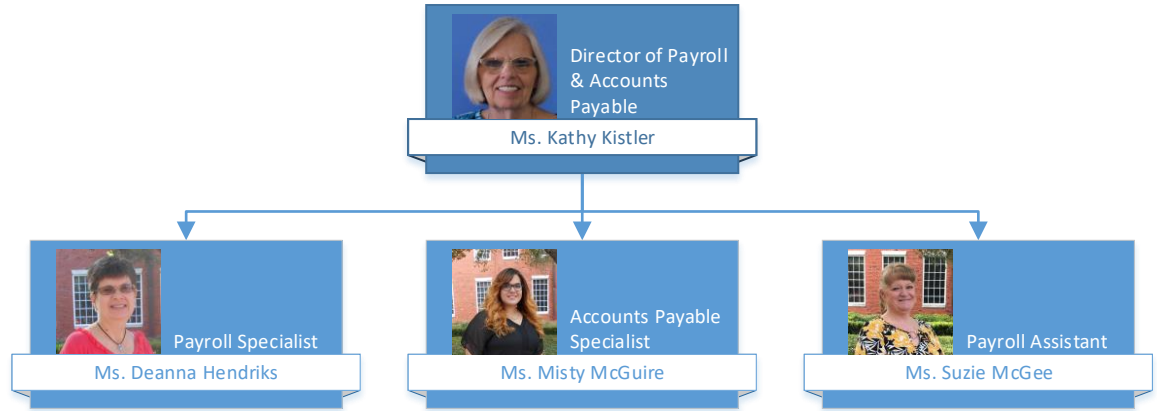 Director of Payroll
& Accounts
Payable
Ms. Kathy Kistler
Payroll Specialist
Ms. Deanna Hendriks
Accounts Payable
Specialist
Ms. Misty McGuire
Payroll Assistant
Ms. Suzie McGee